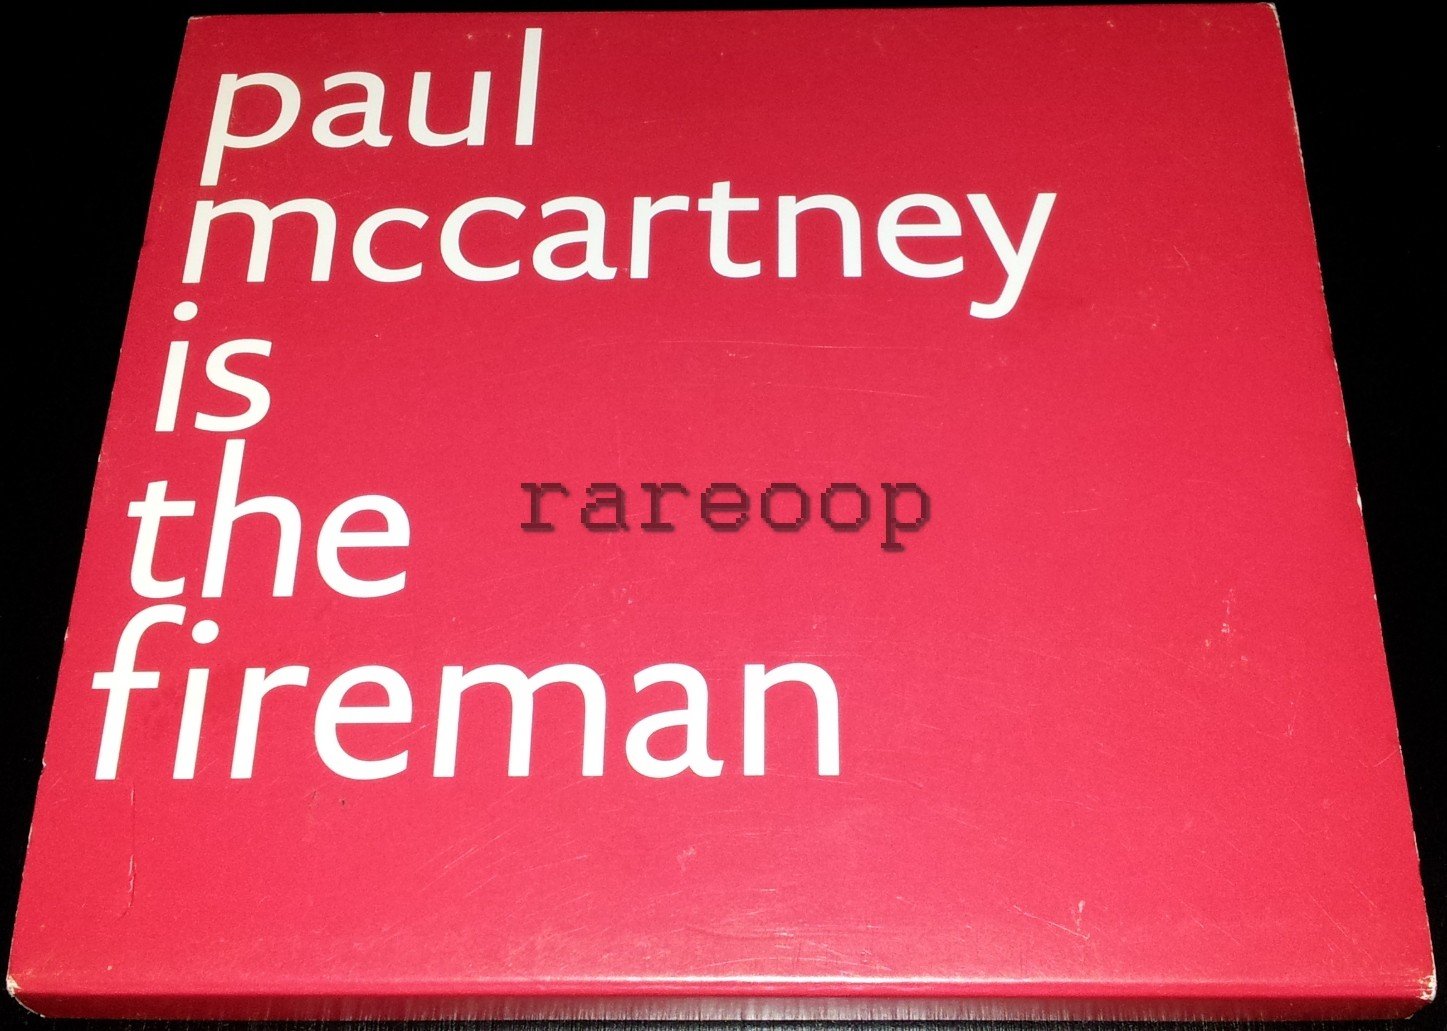 paul
mccartney
is
the
rareoop
fireman